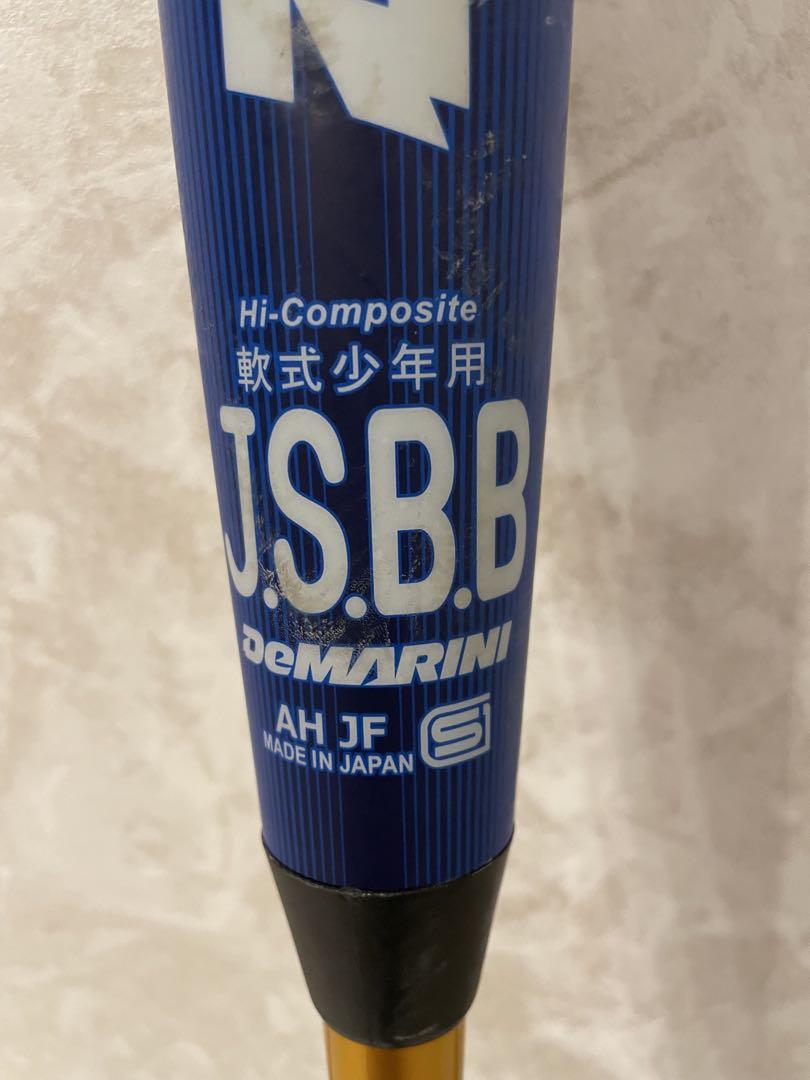 Hi-Composite
軟式少年用
J.S.B.B
DeMARINI
AH JF
MADE IN JAPAN
S